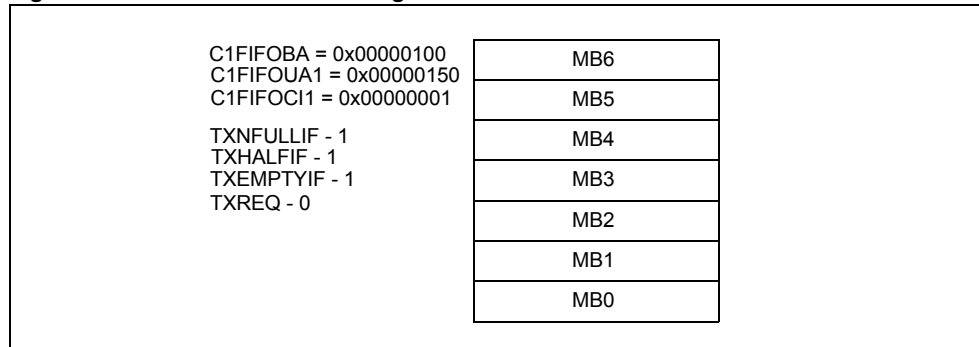 C1FIFOBA = 0x00000100
C1FIFOUA1 = 0x00000150
C1FIFOCI1 = 0x00000001
TXNFULLIF - 1
TXHALFIF - 1
TXEMPTYIF - 1
TXREQ - 0
MB6
MB5
MB4
MB3
MB2
MB1
MB0